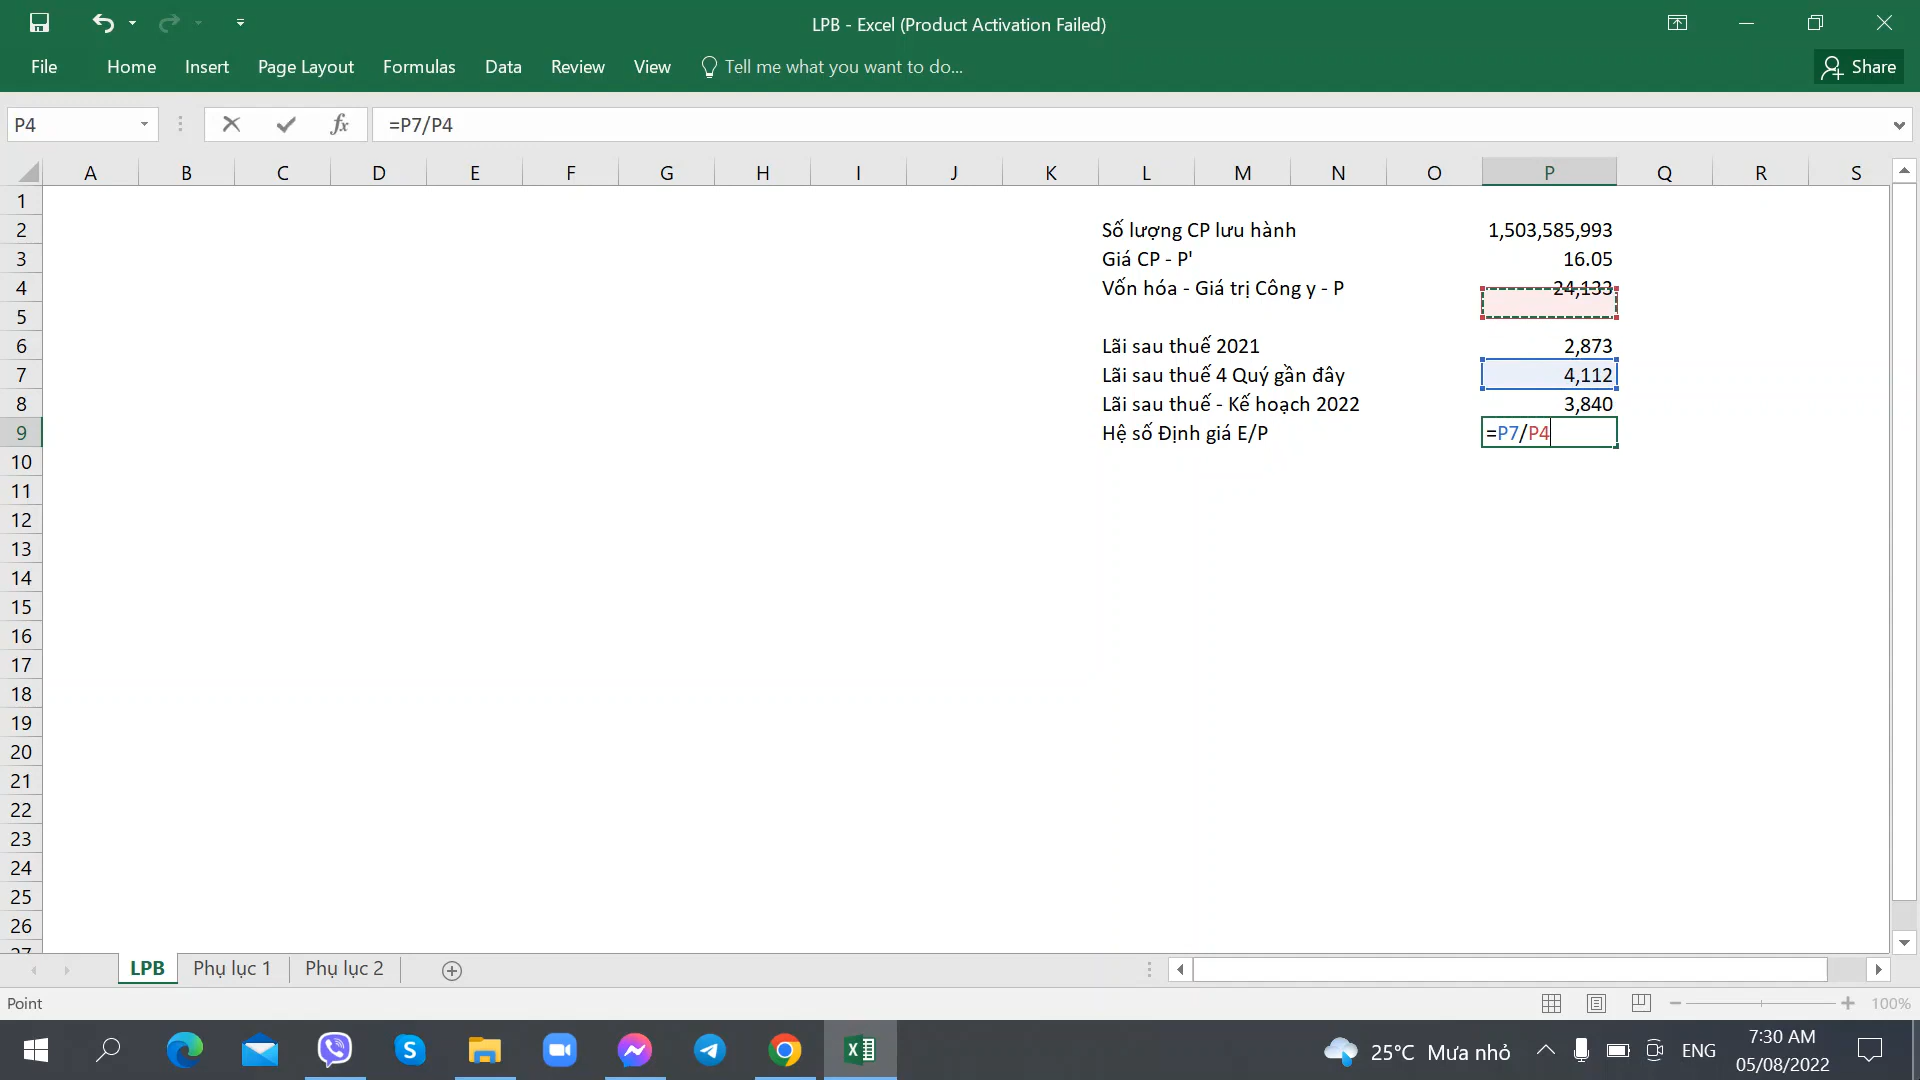 LPB - Excel (Product Activation Failed)
File Home Insert Page Layout Formulas Data Review View Tell me what you want to do... Share
P4 fx =P7/P4
A B C D E F G H I J K L M N O P Q R S
1
2 Số lượng CP lưu hành 1,503,585,993
3 Giá CP - P' 16.05
4 Vốn hóa - Giá trị Công y - P 24,133
5
6 Lãi sau thuế 2021 2,873
7 Lãi sau thuế 4 Quý gần đây 4,112
8 Lãi sau thuế - Kế hoạch 2022 3,840
9 Hệ số Định giá E/P =P7/P4
10
11
12
13
14
15
16
17
18
19
20
21
22
23
24
25
26
27
LPB Phụ lục 1 Phụ lục 2
Point 100%
25°C Mưa nhỏ ENG 7:30 AM
05/08/2022